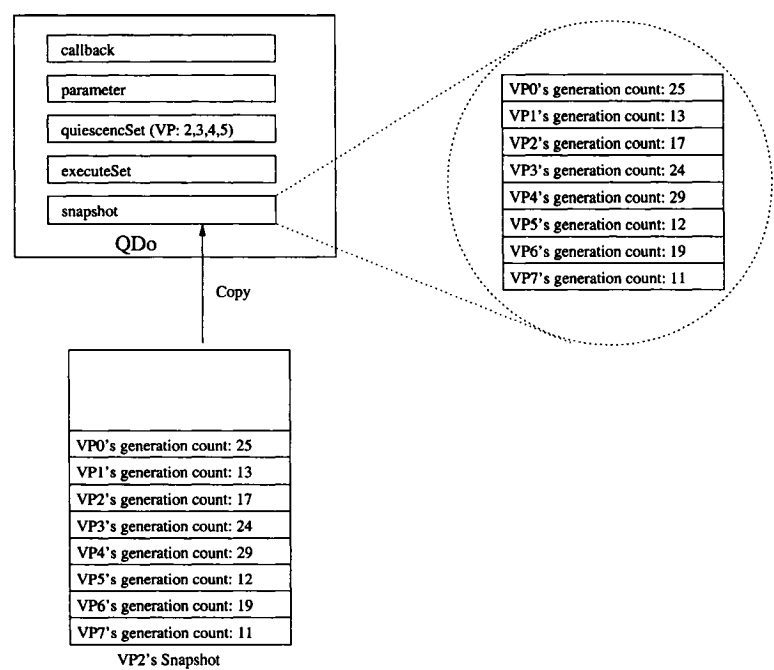 callback
parameter
quiescencSet (VP: 2,3,4,5)
executeSet
snapshot
QDo
VP0's generation count: 25
VP1's generation count: 13
VP2's generation count: 17
VP3's generation count: 24
VP4's generation count: 29
VP5's generation count: 12
VP6's generation count: 19
VP7's generation count: 11
Copy
VP0's generation count: 25
VP1's generation count: 13
VP2's generation count: 17
VP3's generation count: 24
VP4's generation count: 29
VP5's generation count: 12
VP6's generation count: 19
VP7's generation count: 11
VP2's Snapshot